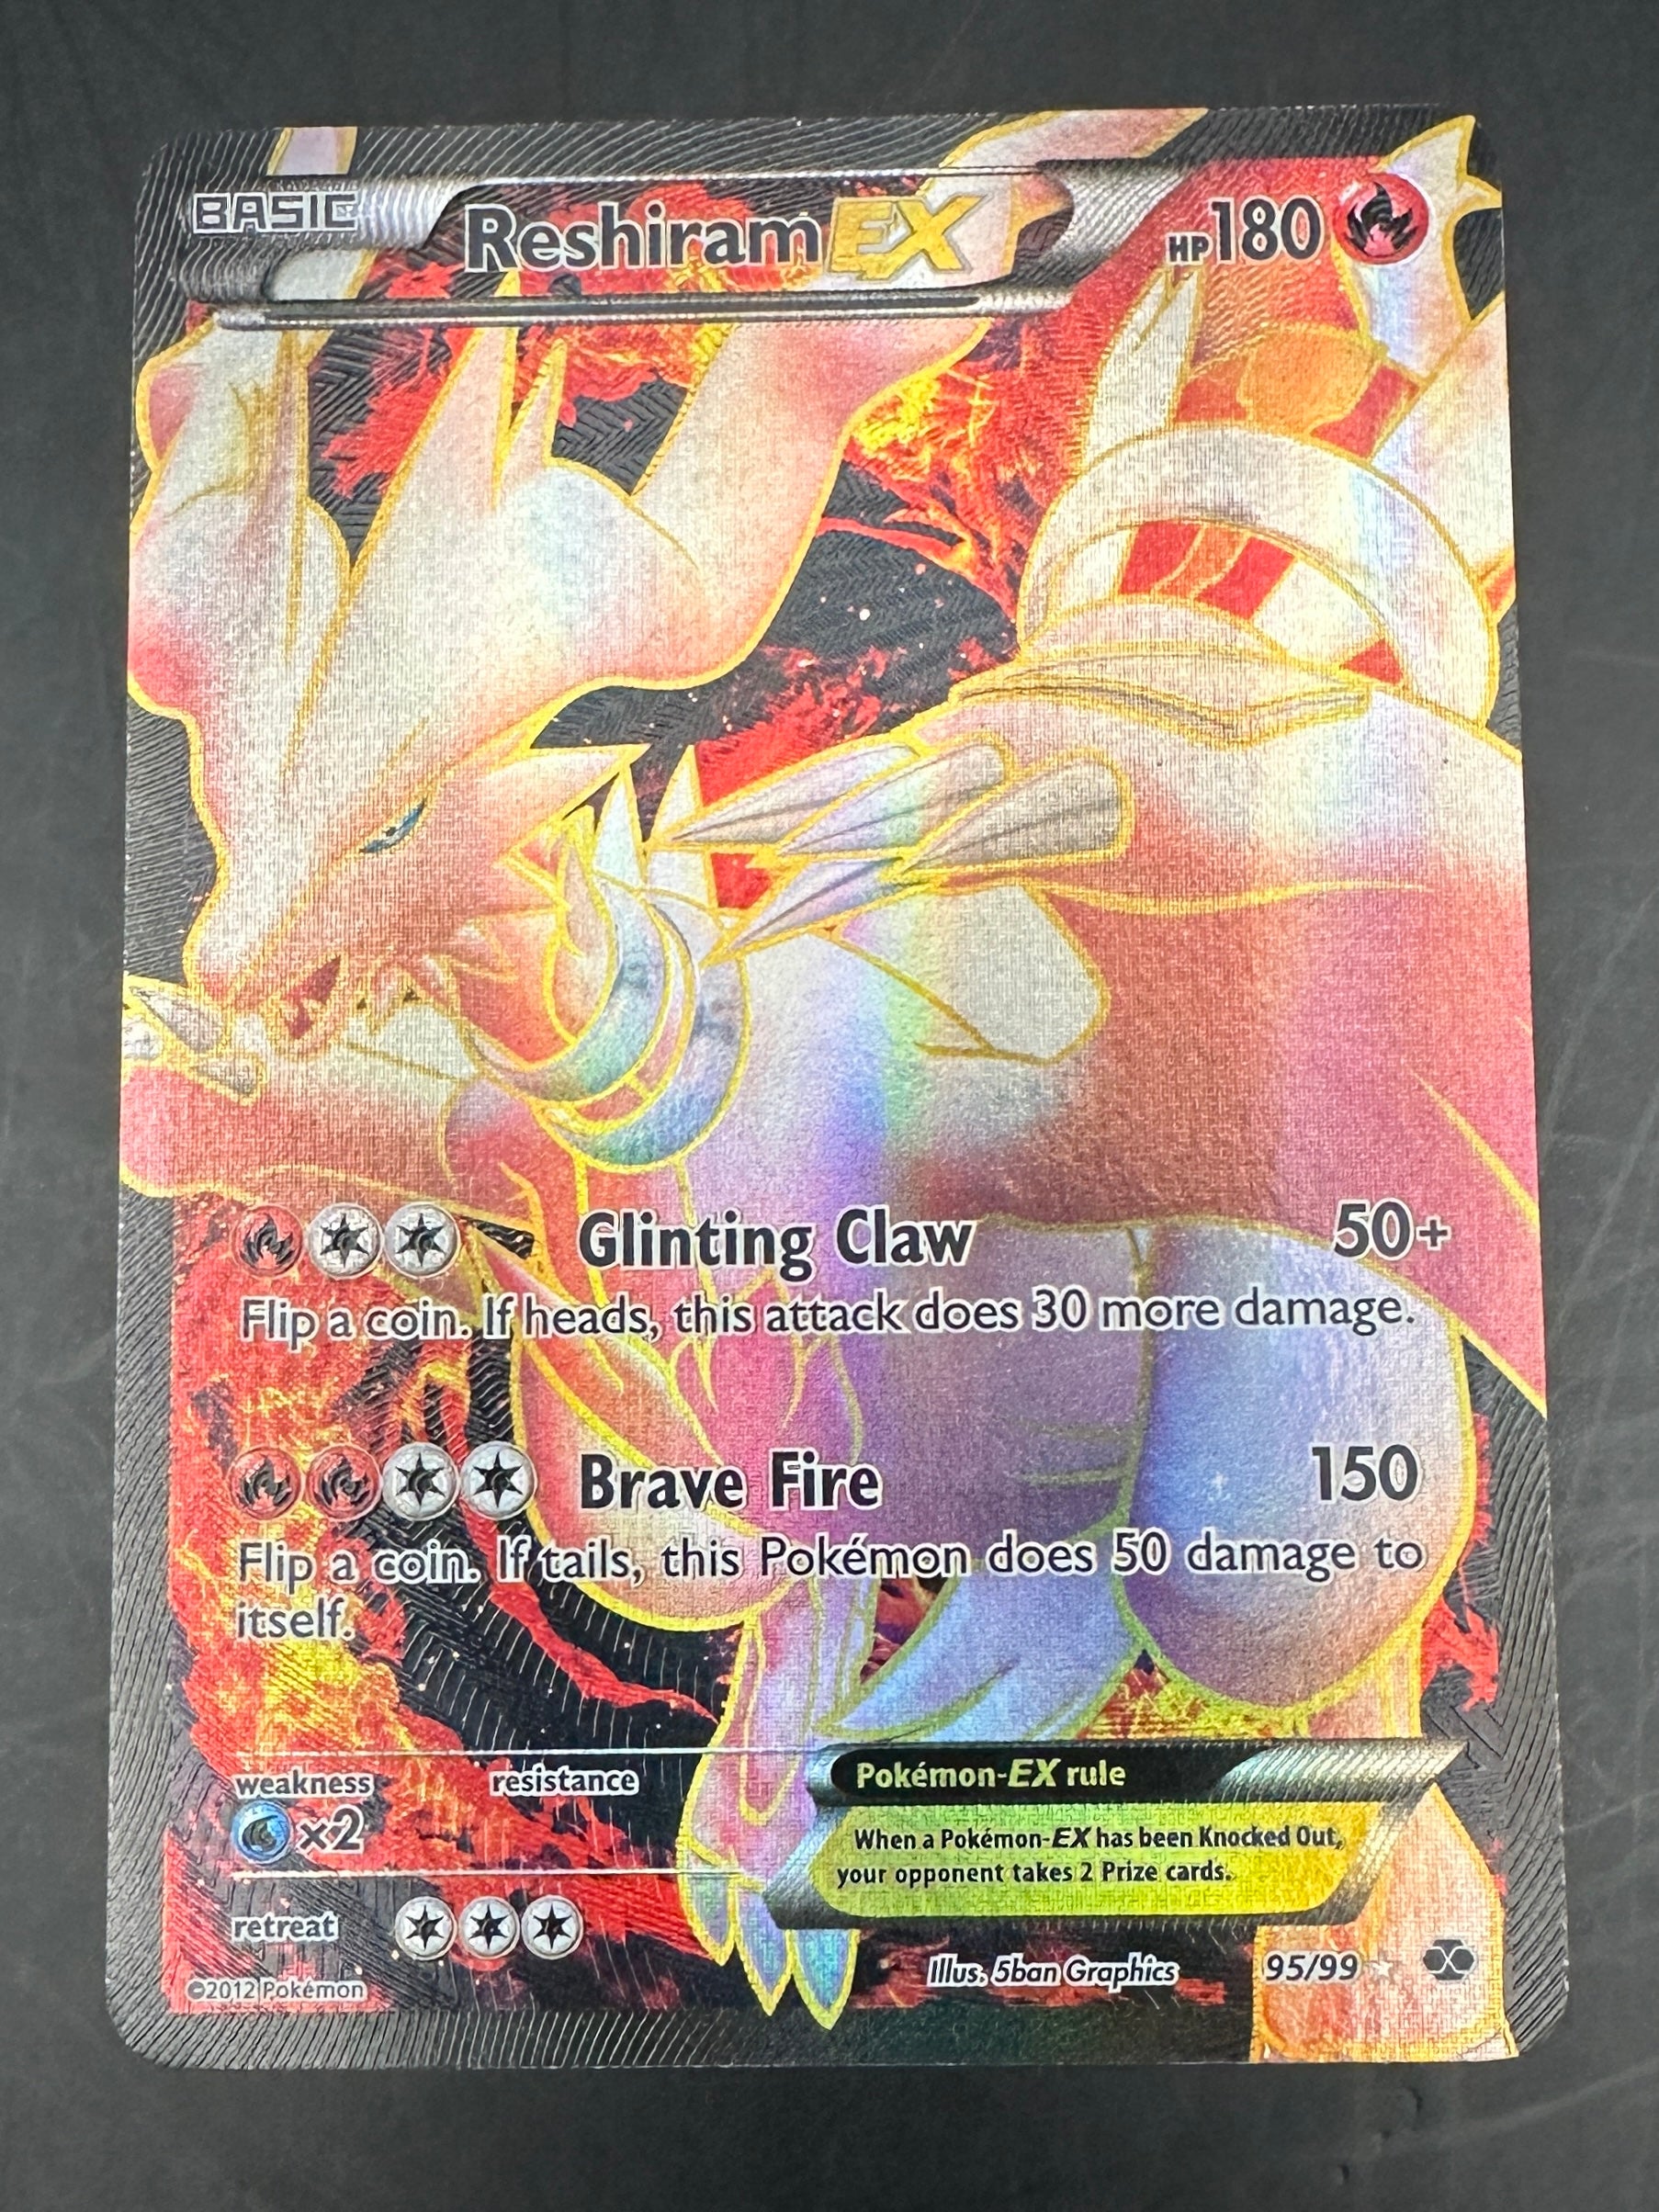 BASIC Reshiram EX HP180
Glinting Claw 50+
Flip a coin. If heads, this attack does 30 more damage.
Brave Fire 150
Flip a coin. If tails, this Pokémon does 50 damage to
itself.
weakness resistance
×2
Pokémon-EX rule
When a Pokémon-EX has been Knocked Out,
your opponent takes 2 Prize cards.
retreat
Illus. 5ban Graphics 95/99
©2012 Pokémon